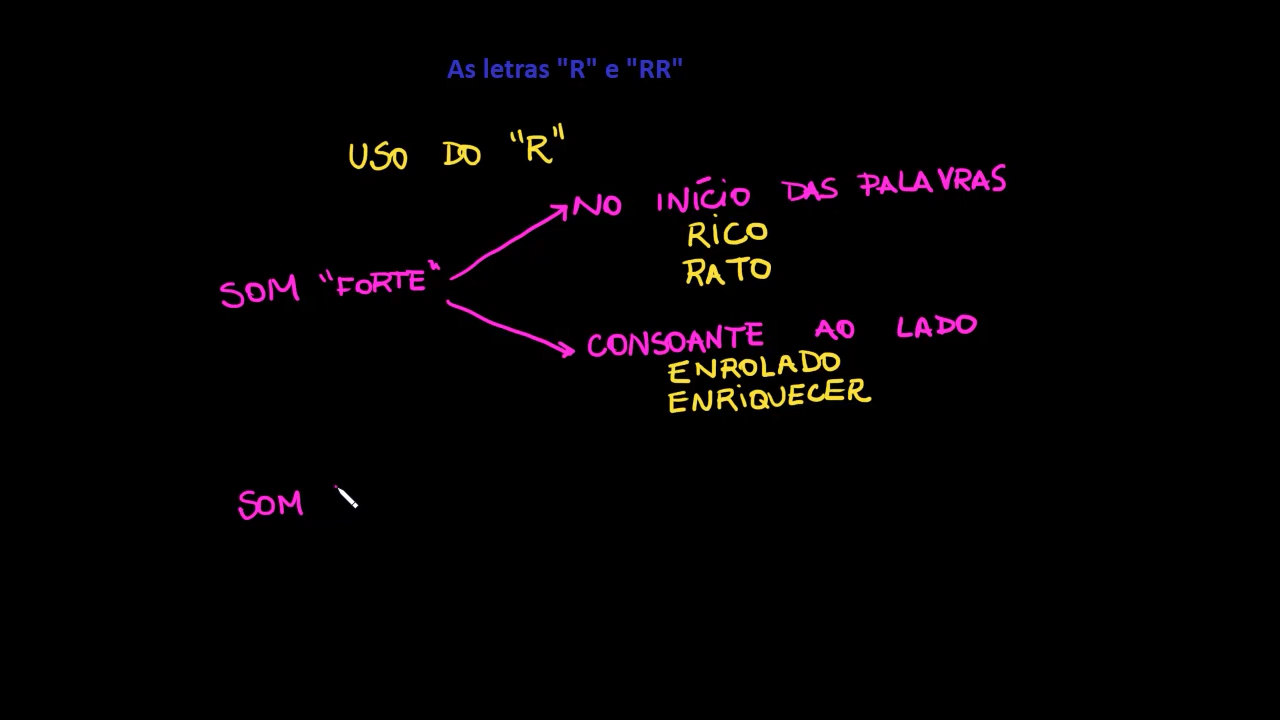 As letras "R" e "RR"
USO DO "R"
NO INÍCIO DAS PALAVRAS
RICO
RATO
SOM "FORTE"
CONSOANTE AO LADO
ENROLADO
ENRIQUECER
SOM